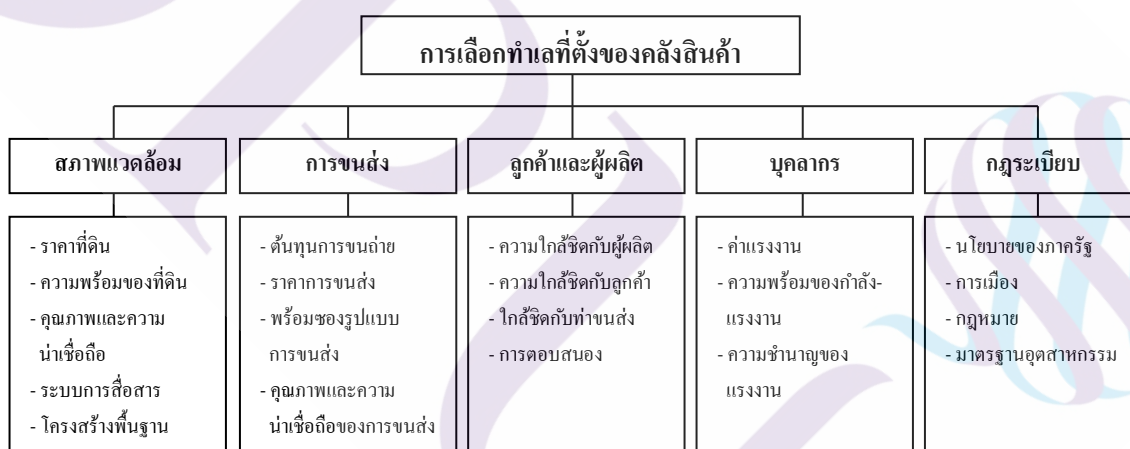 การเลือกทำเลที่ตั้งของคลังสินค้า
สภาพแวดล้อม
การขนส่ง
ลูกค้าและผู้ผลิต
บุคลากร
กฎระเบียบ
- ราคาที่ดิน
- ความพร้อมของที่ดิน
- คุณภาพและความ
น่าเชื่อถือ
- ระบบการสื่อสาร
- โครงสร้างพื้นฐาน
- ต้นทุนการขนถ่าย
- ราคาการขนส่ง
- พร้อมซองรูปแบบ
การขนส่ง
- คุณภาพและความ
น่าเชื่อถือของการขนส่ง
- ความใกล้ชิดกับผู้ผลิต
- ความใกล้ชิดกับลูกค้า
- ใกล้ชิดกับท่าขนส่ง
- การตอบสนอง
- ค่าแรงงาน
- ความพร้อมของกำลัง-
แรงงาน
- ความชำนาญของ
แรงงาน
- นโยบายของภาครัฐ
- การเมือง
- กฎหมาย
- มาตรฐานอุตสาหกรรม